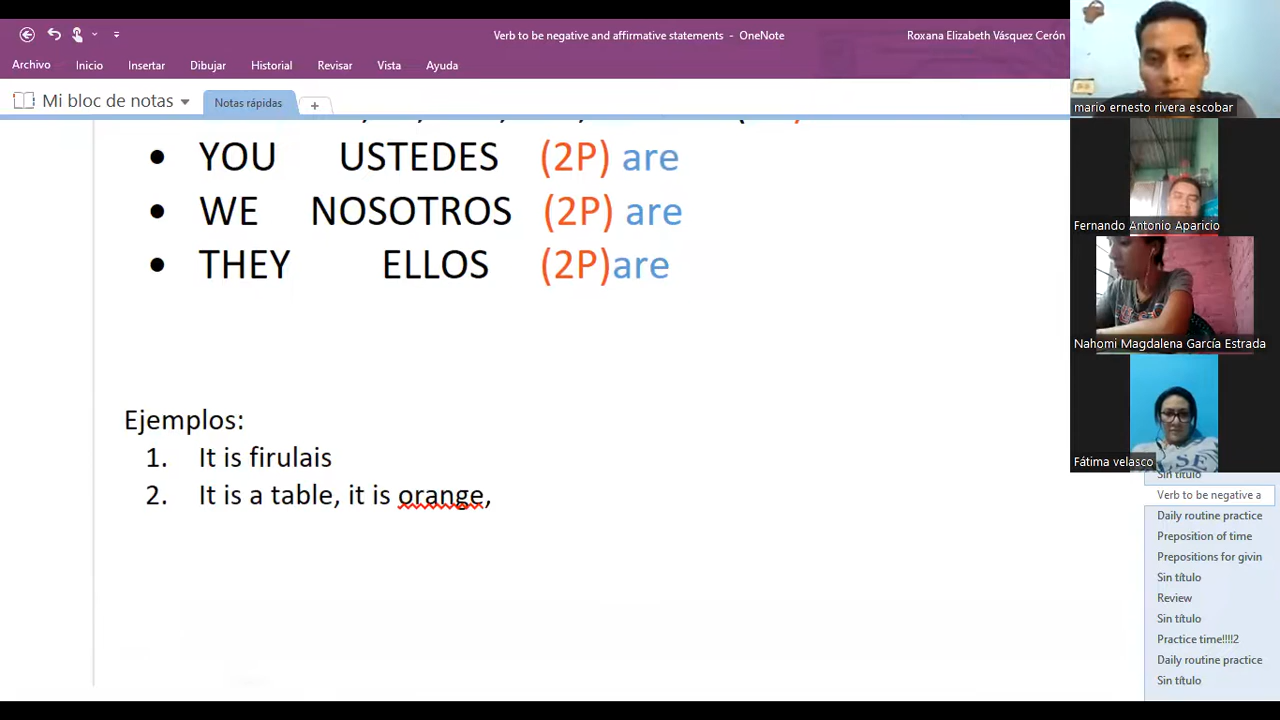 Verb to be negative and affirmative statements - OneNote
Roxana Elizabeth Vásquez Cerón
Archivo Inicio Insertar Dibujar Historial Revisar Vista Ayuda
Mi bloc de notas
Notas rápidas
• YOU USTEDES (2P) are
• WE NOSOTROS (2P) are
• THEY ELLOS (2P)are
Ejemplos:
1. It is firulais
2. It is a table, it is orange,
mario ernesto rivera escobar
Fernando Antonio Aparicio
Nahomi Magdalena García Estrada
Fátima velasco
Sin título
Verb to be negative a
Daily routine practice
Preposition of time
Prepositions for givin
Sin título
Review
Sin título
Practice time!!!!2
Daily routine practice
Sin título